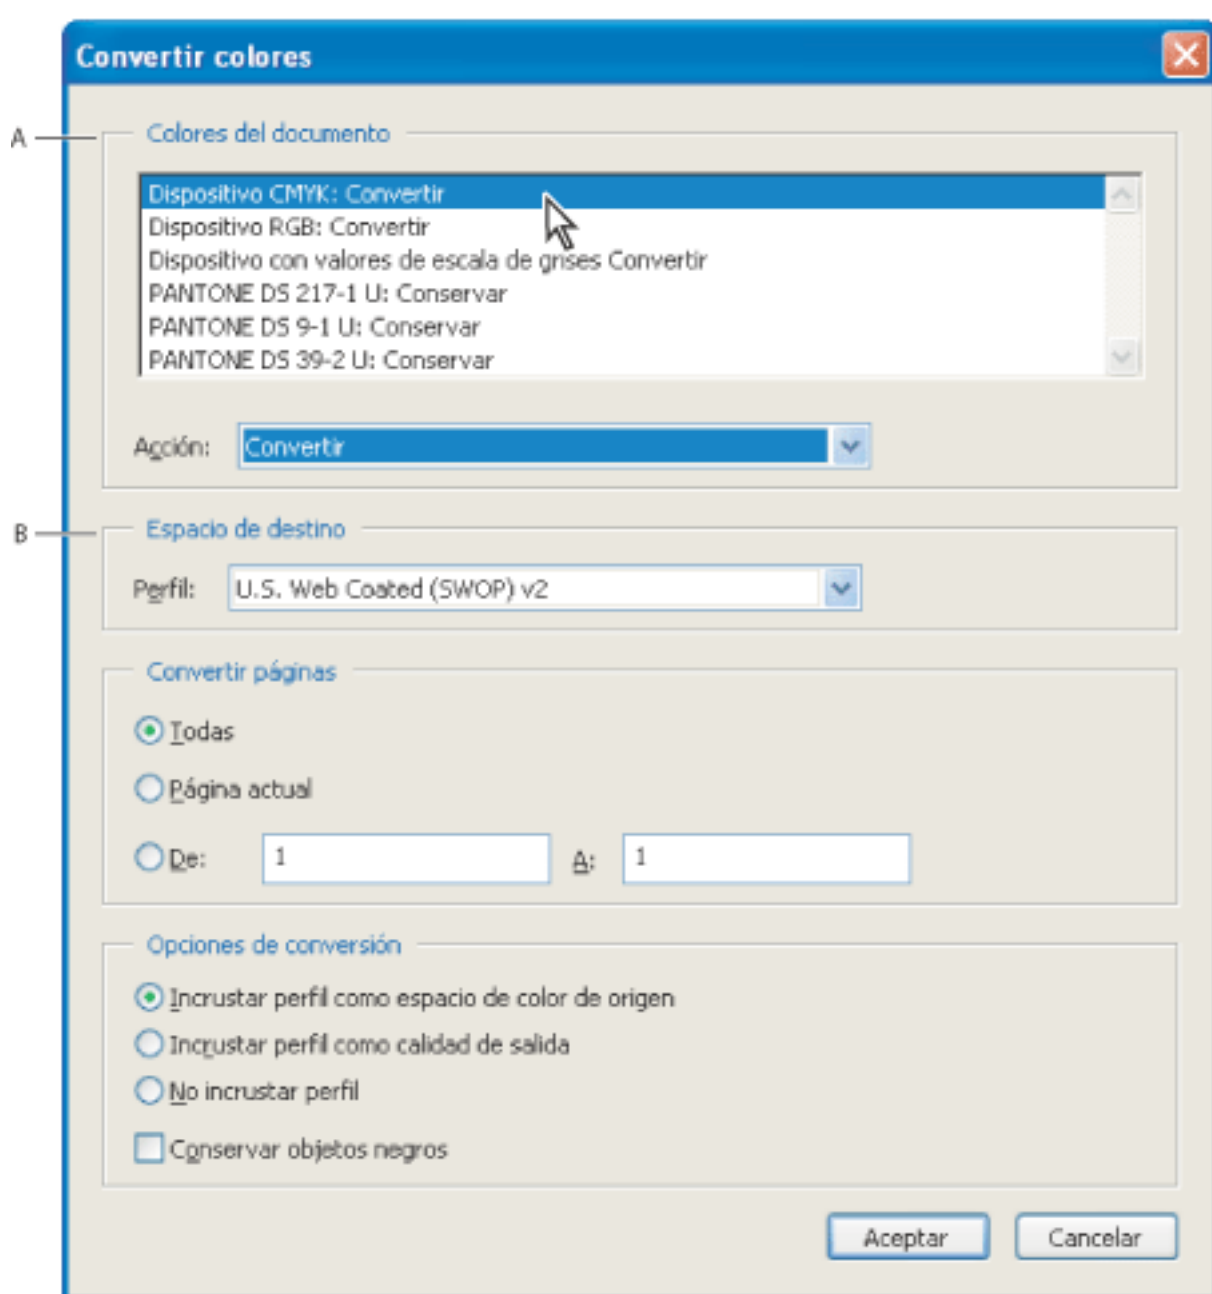 Convertir colores
A
Colores del documento
Dispositivo CMYK: Convertir
Dispositivo RGB: Convertir
Dispositivo con valores de escala de grises Convertir
PANTONE DS 217-1 U: Conservar
PANTONE DS 9-1 U: Conservar
PANTONE DS 39-2 U: Conservar
Acción: Convertir
B
Espacio de destino
Perfil: U.S. Web Coated (SWOP) v2
Convertir páginas
Todas
Página actual
De: 1 A: 1
Opciones de conversión
Incrustar perfil como espacio de color de origen
Incrustar perfil como calidad de salida
No incrustar perfil
Conservar objetos negros
Aceptar Cancelar